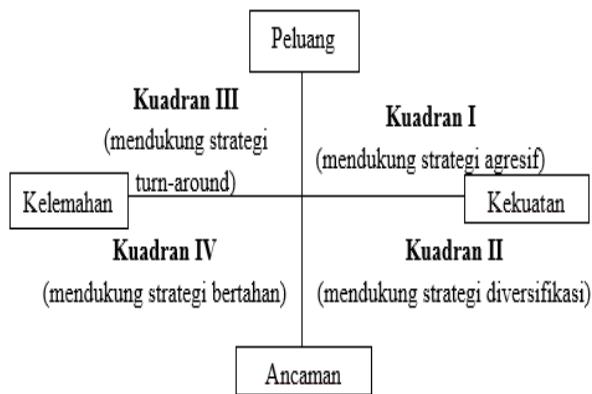 Peluang
Kuadran III
(mendukung strategi
turn-around)
Kuadran I
(mendukung strategi agresif)
Kelemahan
Kekuatan
Kuadran IV
(mendukung strategi bertahan)
Kuadran II
(mendukung strategi diversifikasi)
Ancaman